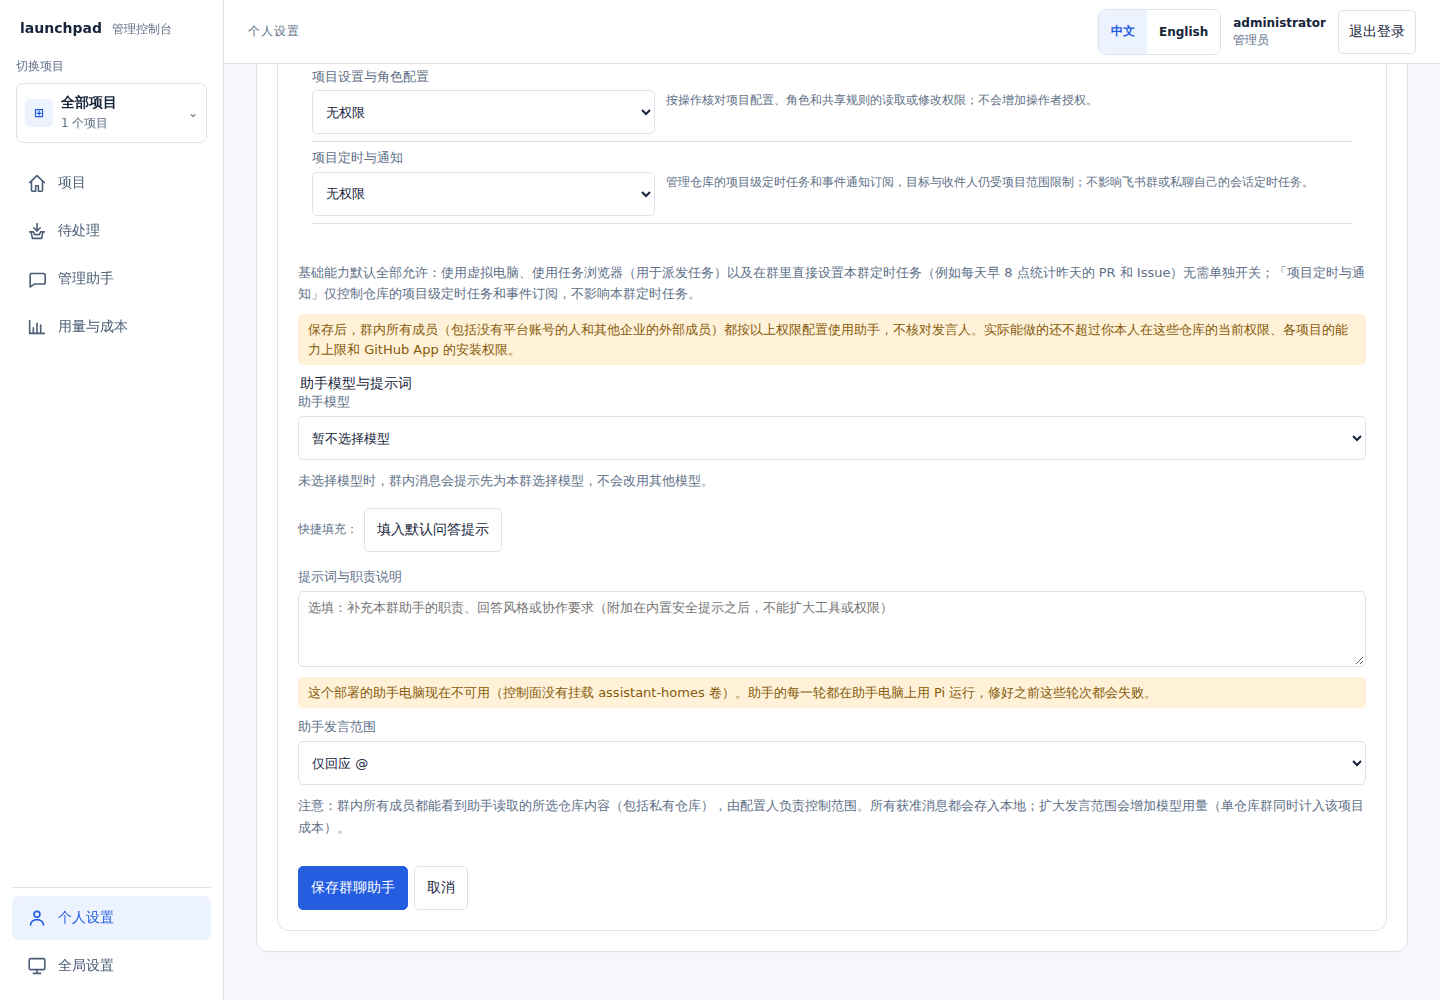 launchpad 管理控制台
切换项目
全部项目
1 个项目
项目
待处理
管理助手
用量与成本
个人设置
全局设置
个人设置
中文 English
administrator
管理员
退出登录
项目设置与角色配置
无权限
按操作核对项目配置、角色和共享规则的读取或修改权限；不会增加操作者授权。
项目定时与通知
无权限
管理仓库的项目级定时任务和事件通知订阅，目标与收件人仍受项目范围限制；不影响飞书群或私聊自己的会话定时任务。
基础能力默认全部允许：使用虚拟电脑、使用任务浏览器（用于派发任务）以及在群里直接设置本群定时任务（例如每天早 8 点统计昨天的 PR 和 Issue）无需单独开关；「项目定时与通
知」仅控制仓库的项目级定时任务和事件订阅，不影响本群定时任务。
保存后，群内所有成员（包括没有平台账号的人和其他企业的外部成员）都按以上权限配置使用助手，不核对发言人。实际能做的还不超过你本人在这些仓库的当前权限、各项目的能
力上限和 GitHub App 的安装权限。
助手模型与提示词
助手模型
暂不选择模型
未选择模型时，群内消息会提示先为本群选择模型，不会改用其他模型。
快捷填充：
填入默认问答提示
提示词与职责说明
选填：补充本群助手的职责、回答风格或协作要求（附加在内置安全提示之后，不能扩大工具或权限）
这个部署的助手电脑现在不可用（控制面没有挂载 assistant-homes 卷）。助手的每一轮都在助手电脑上用 Pi 运行，修好之前这些轮次都会失败。
助手发言范围
仅回应 @
注意：群内所有成员都能看到助手读取的所选仓库内容（包括私有仓库），由配置人负责控制范围。所有获准消息都会存入本地；扩大发言范围会增加模型用量（单仓库群同时计入该项目
成本）。
保存群聊助手
取消